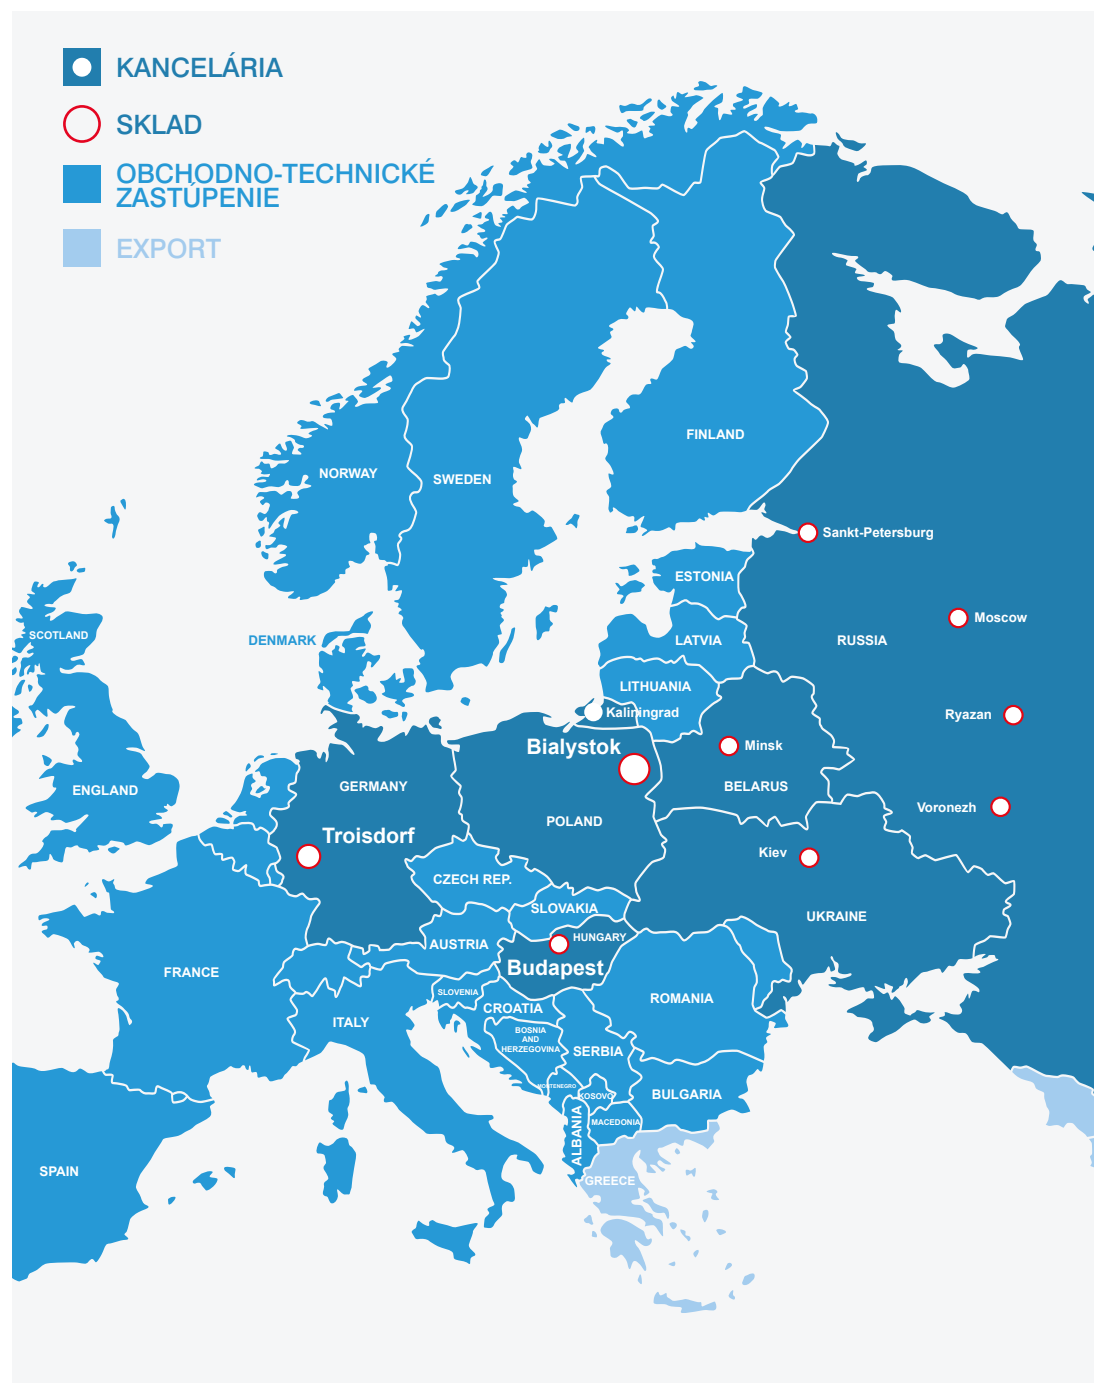 KANCELÁRIA
SKLAD
OBCHODNO-TECHNICKÉ
ZASTÚPENIE
EXPORT
FINLAND
NORWAY
SWEDEN
Sankt-Petersburg
ESTONIA
Moscow
SCOTLAND
DENMARK
LATVIA
RUSSIA
LITHUANIA
Kaliningrad
Ryazan
Bialystok
Minsk
GERMANY
BELARUS
ENGLAND
Voronezh
POLAND
Troisdorf
Kiev
CZECH REP.
SLOVAKIA
UKRAINE
HUNGARY
AUSTRIA
Budapest
FRANCE
SLOVENIA
ROMANIA
CROATIA
ITALY
BOSNIA
AND
HERZEGOVINA
SERBIA
MONTENEGRO
KOSOVO
BULGARIA
MACEDONIA
ALBANIA
SPAIN
GREECE